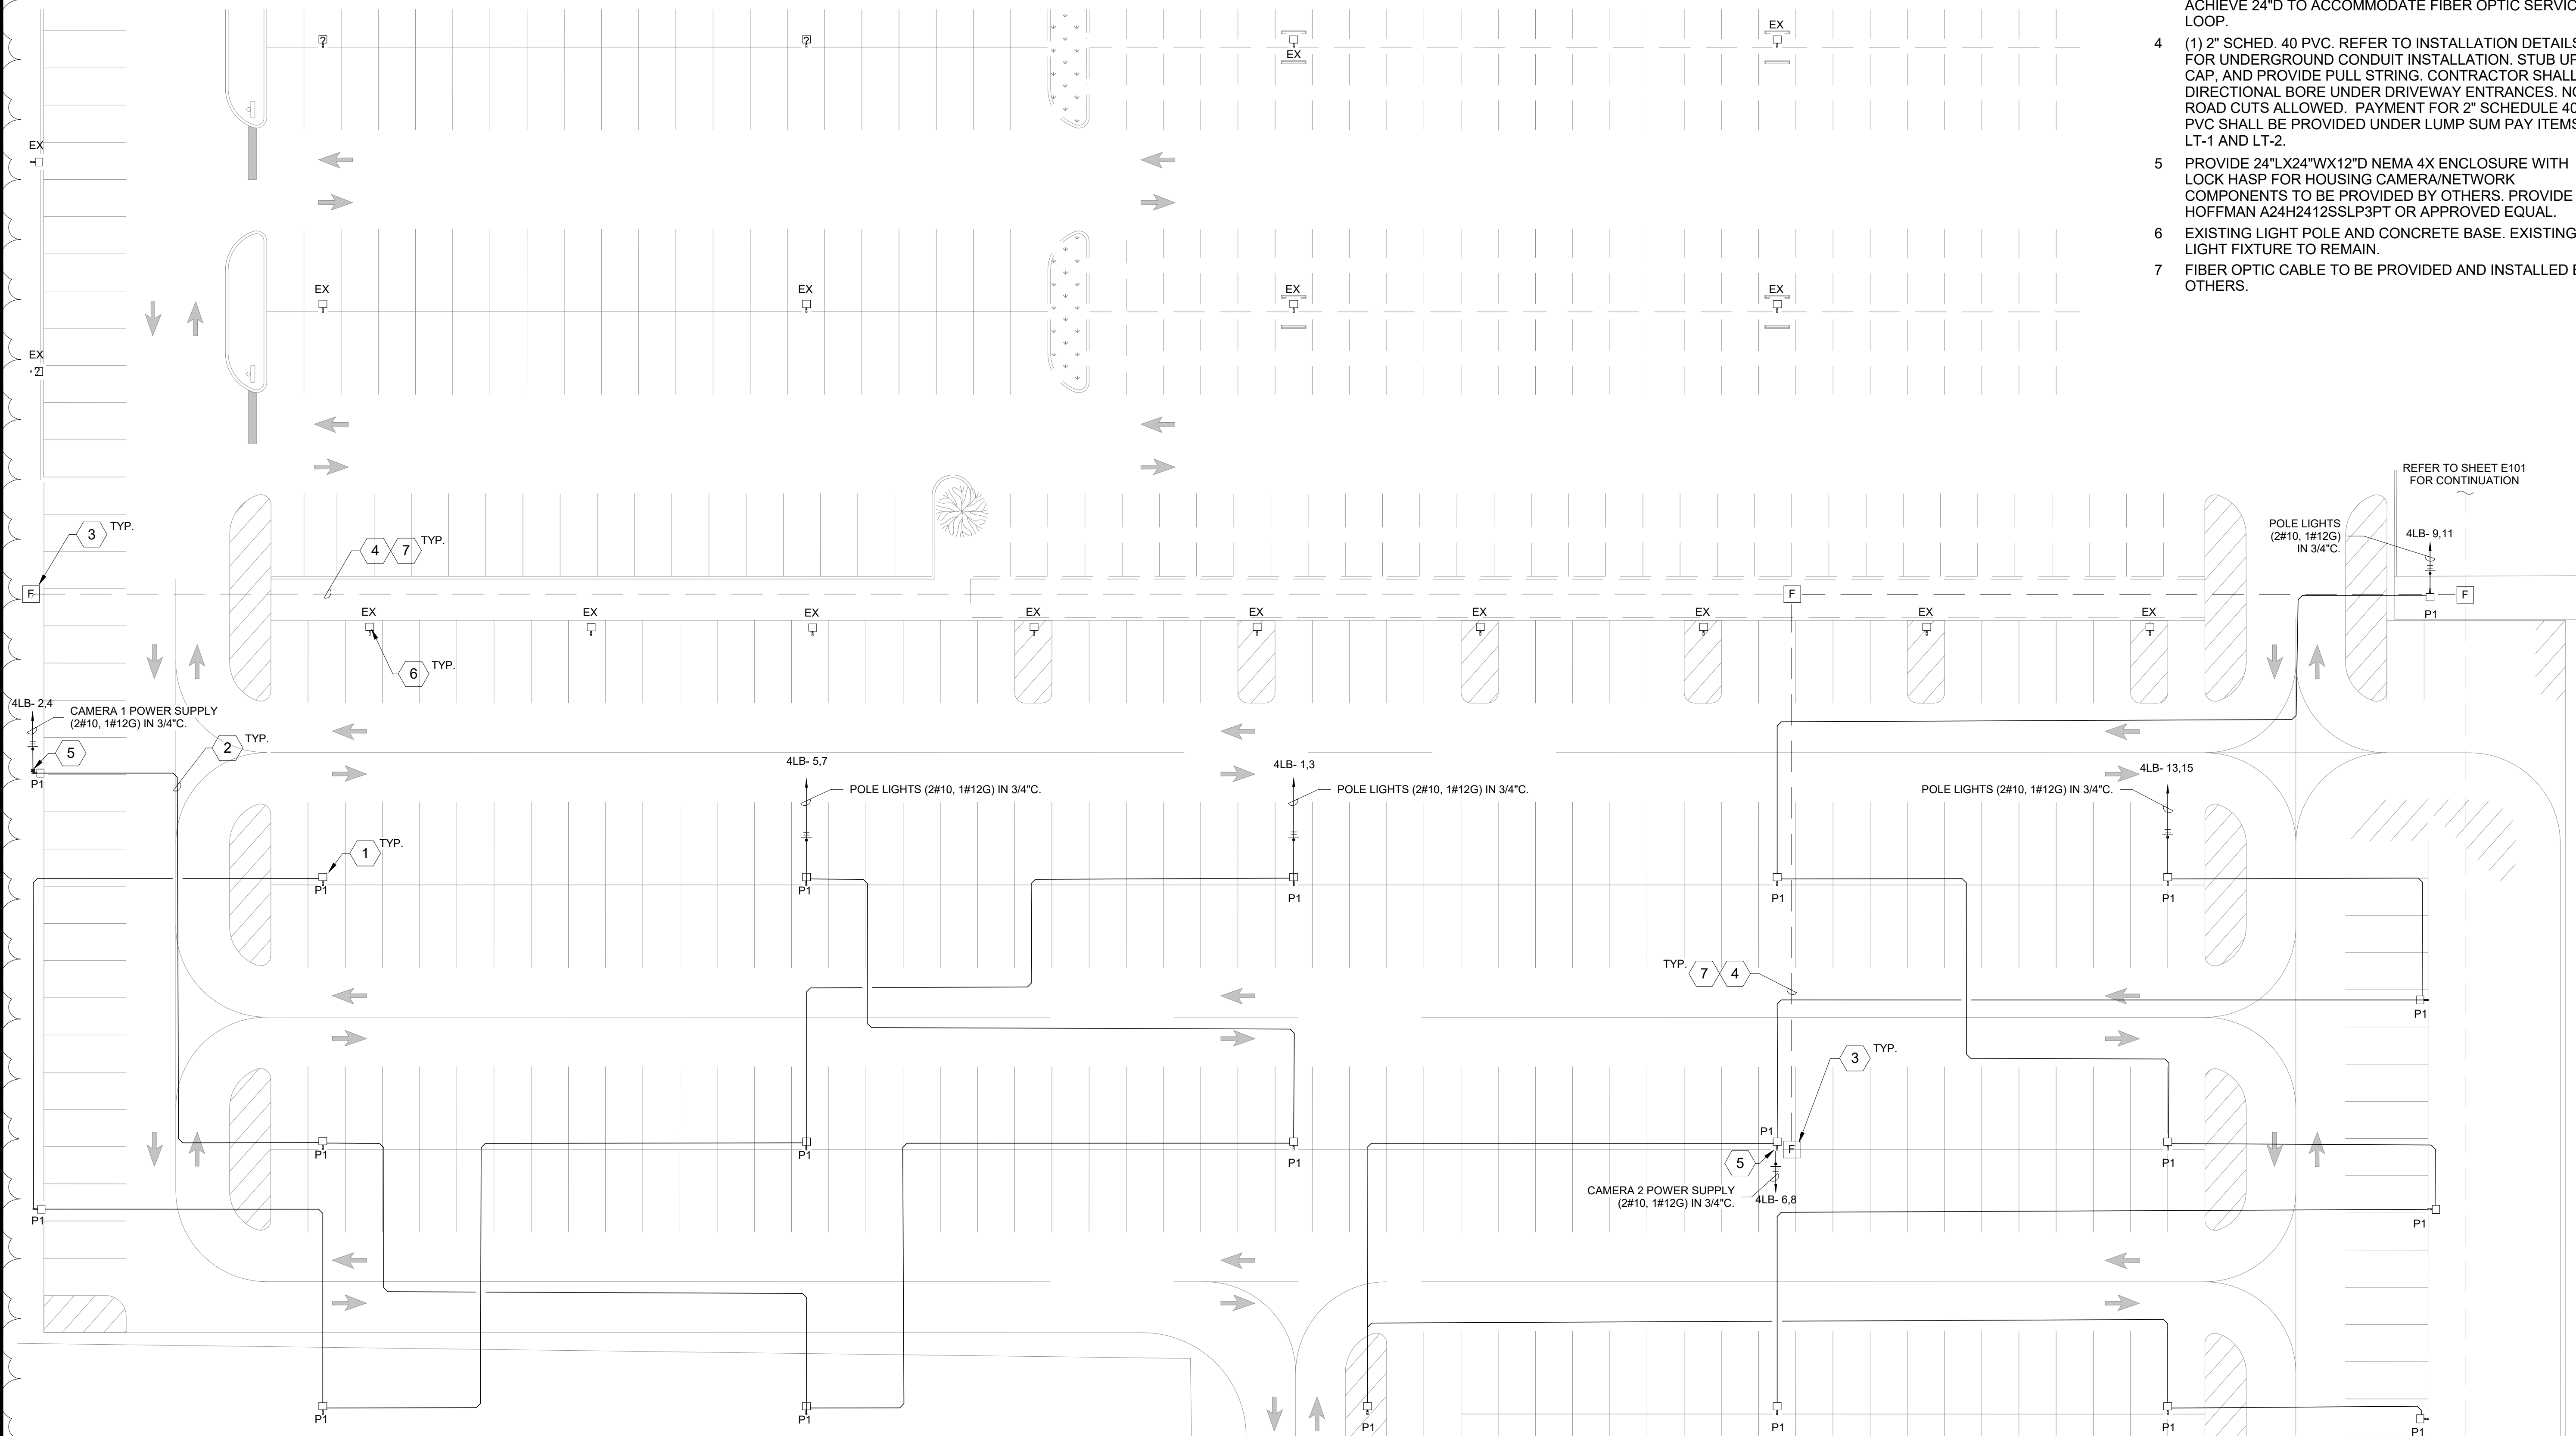 ACHIEVE 24"D TO ACCOMMODATE FIBER OPTIC
LOOP.
4 (1) 2" SCHED. 40 PVC. REFER TO INSTALLATION
FOR UNDERGROUND CONDUIT INSTALLATION. STUB
CAP, AND PROVIDE PULL STRING. CONTRACTOR
DIRECTIONAL BORE UNDER DRIVEWAY ENTRANCES.
ROAD CUTS ALLOWED. PAYMENT FOR 2" SCHEDULE 40
PVC SHALL BE PROVIDED UNDER LUMP SUM PAY
LT-1 AND LT-2.
5 PROVIDE 24"LX24"WX12"D NEMA 4X ENCLOSURE WITH
LOCK HASP FOR HOUSING CAMERA/NETWORK
COMPONENTS TO BE PROVIDED BY OTHERS. PROVIDE
HOFFMAN A24H2412SSLP3PT OR APPROVED EQUAL.
6 EXISTING LIGHT POLE AND CONCRETE BASE. EXISTING
LIGHT FIXTURE TO REMAIN.
7 FIBER OPTIC CABLE TO BE PROVIDED AND INSTALLED
OTHERS.
?
?
EX
EX
EX
EX
EX
EX
EX
EX
?
REFER TO SHEET E101
FOR CONTINUATION
3 TYP.
4 7 TYP.
POLE LIGHTS
(2#10, 1#12G)
IN 3/4"C.
4LB- 9,11
F
F
F
P1
EX
EX
EX
EX
EX
EX
EX
EX
EX
6 TYP.
4LB- 2,4
CAMERA 1 POWER SUPPLY
(2#10, 1#12G) IN 3/4"C.
5
2 TYP.
P1
4LB- 5,7
POLE LIGHTS (2#10, 1#12G) IN 3/4"C.
4LB- 1,3
POLE LIGHTS (2#10, 1#12G) IN 3/4"C.
4LB- 13,15
POLE LIGHTS (2#10, 1#12G) IN 3/4"C.
1 TYP.
P1
P1
P1
P1
P1
TYP. 7 4
P1
3 TYP.
P1
P1
P1
P1
F
P1
5
CAMERA 2 POWER SUPPLY
(2#10, 1#12G) IN 3/4"C.
4LB- 6,8
P1
P1
P1
P1
P1
P1
P1
P1